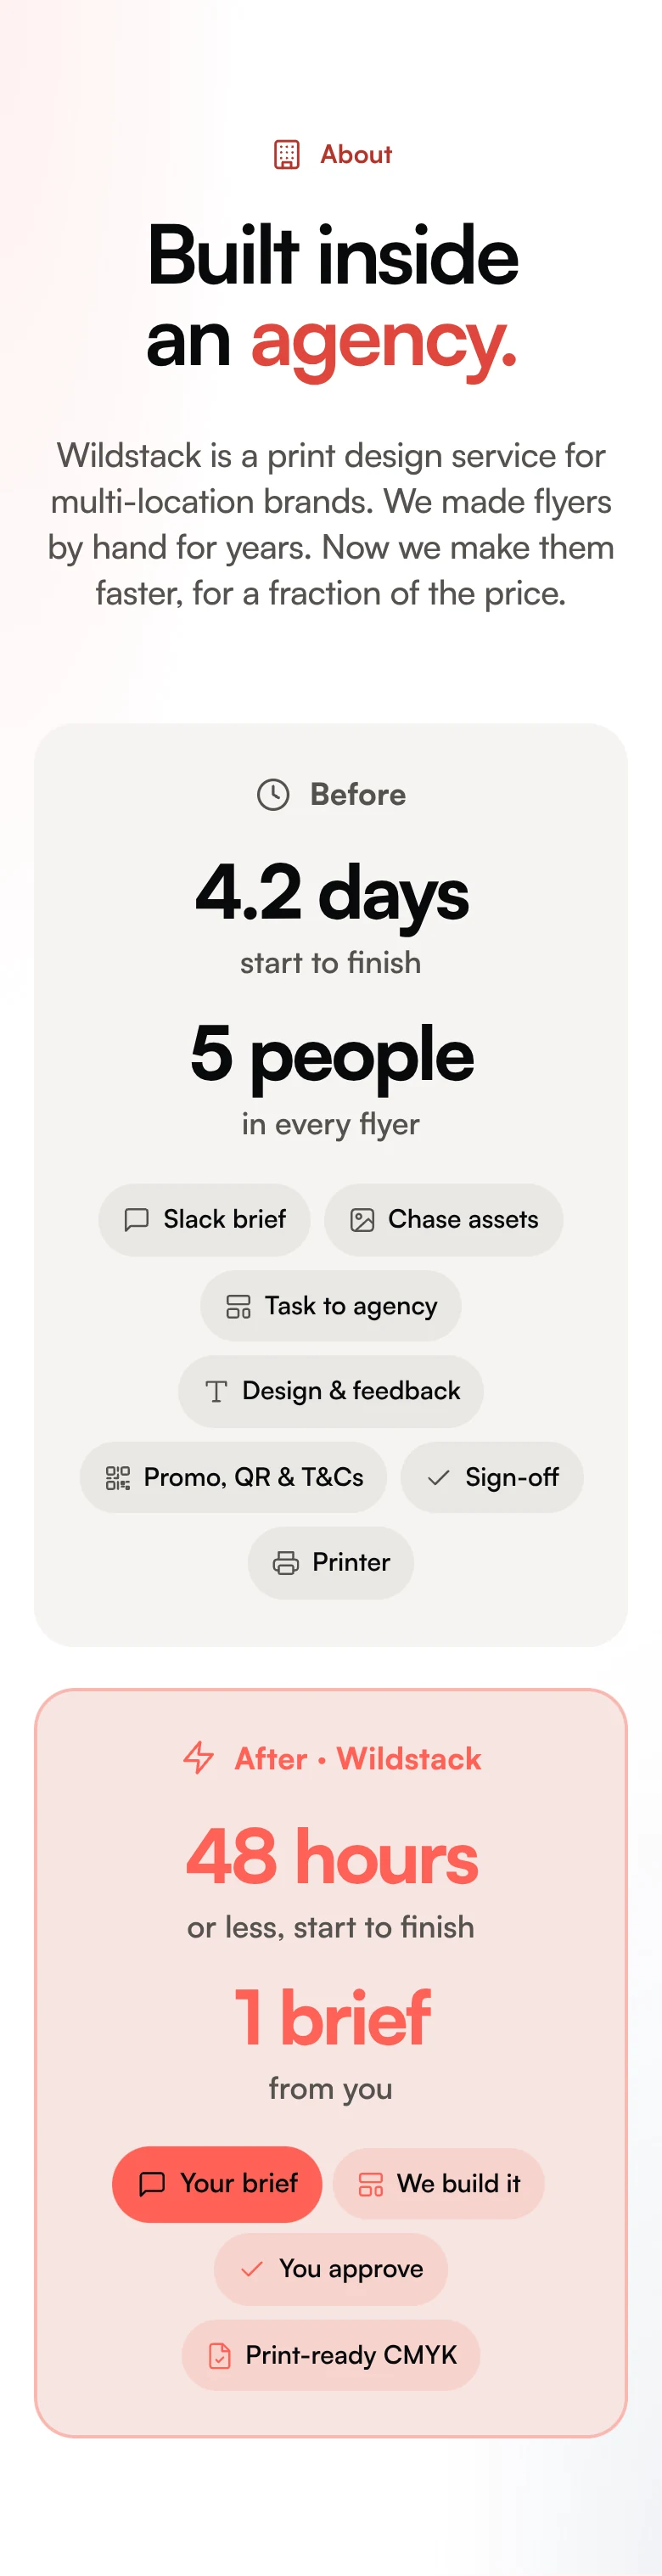 About
Built inside
an agency.
Wildstack is a print design service for
multi-location brands. We made flyers
by hand for years. Now we make them
faster, for a fraction of the price.
Before
4.2 days
start to finish
5 people
in every flyer
Slack brief
Chase assets
Task to agency
Design & feedback
Promo, QR & T&Cs
Sign-off
Printer
After · Wildstack
48 hours
or less, start to finish
1 brief
from you
Your brief
We build it
You approve
Print-ready CMYK